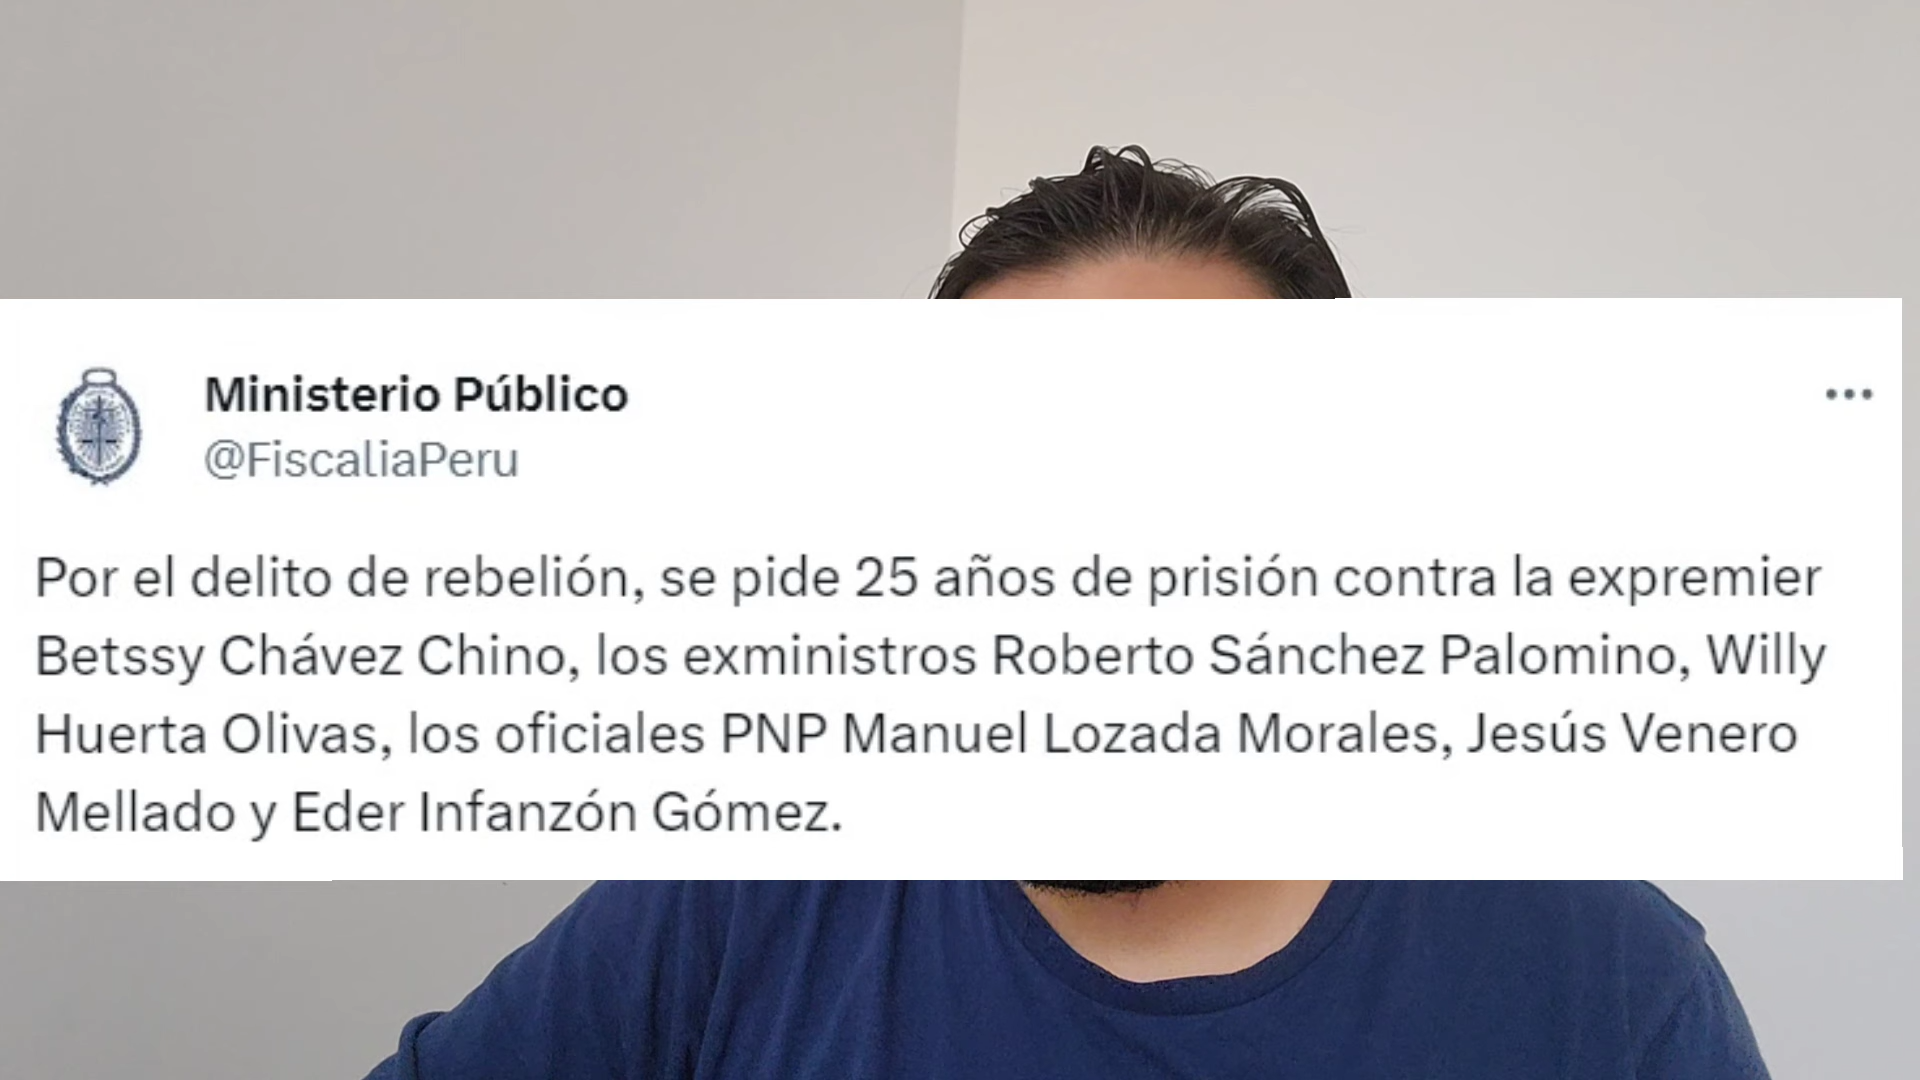 Ministerio Público
@FiscaliaPeru
Por el delito de rebelión, se pide 25 años de prisión contra la expremier
Betssy Chávez Chino, los exministros Roberto Sánchez Palomino, Willy
Huerta Olivas, los oficiales PNP Manuel Lozada Morales, Jesús Venero
Mellado y Eder Infanzón Gómez.